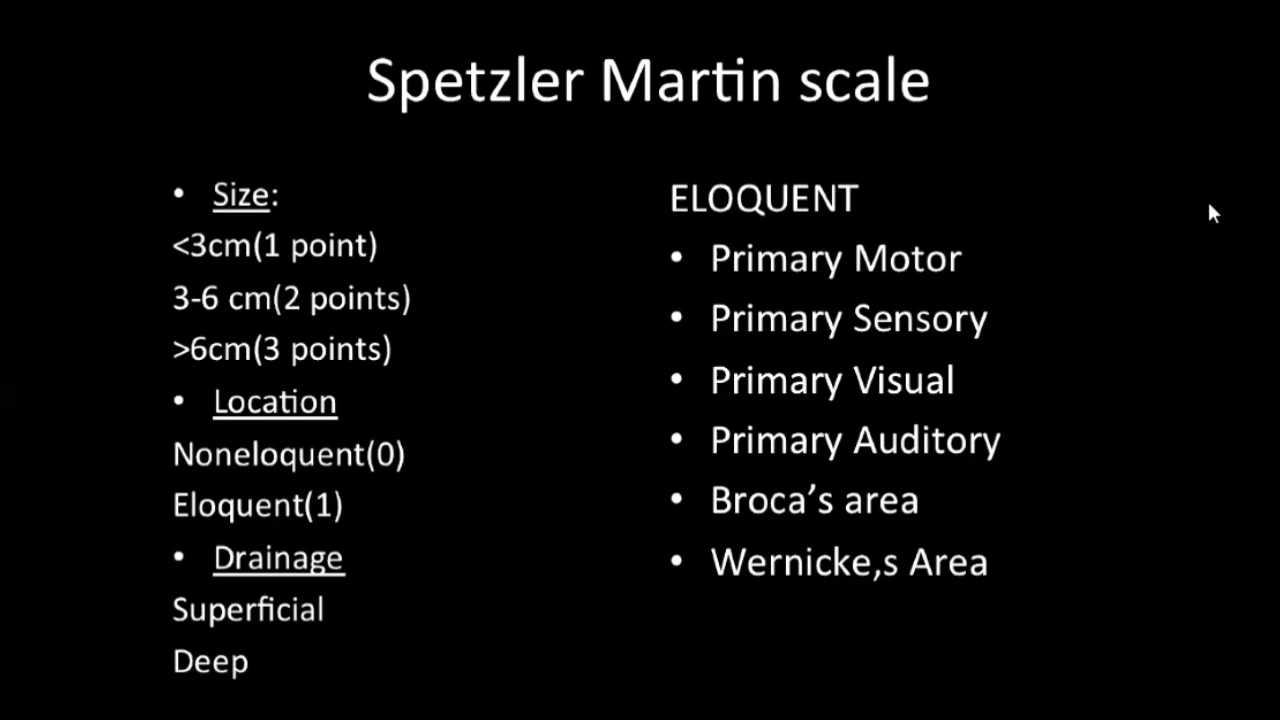 Spetzler Martin scale
• Size:
<3cm(1 point)
3-6 cm(2 points)
>6cm(3 points)
• Location
Noneloquent(0)
Eloquent(1)
• Drainage
Superficial
Deep
ELOQUENT
• Primary Motor
• Primary Sensory
• Primary Visual
• Primary Auditory
• Broca’s area
• Wernicke,s Area